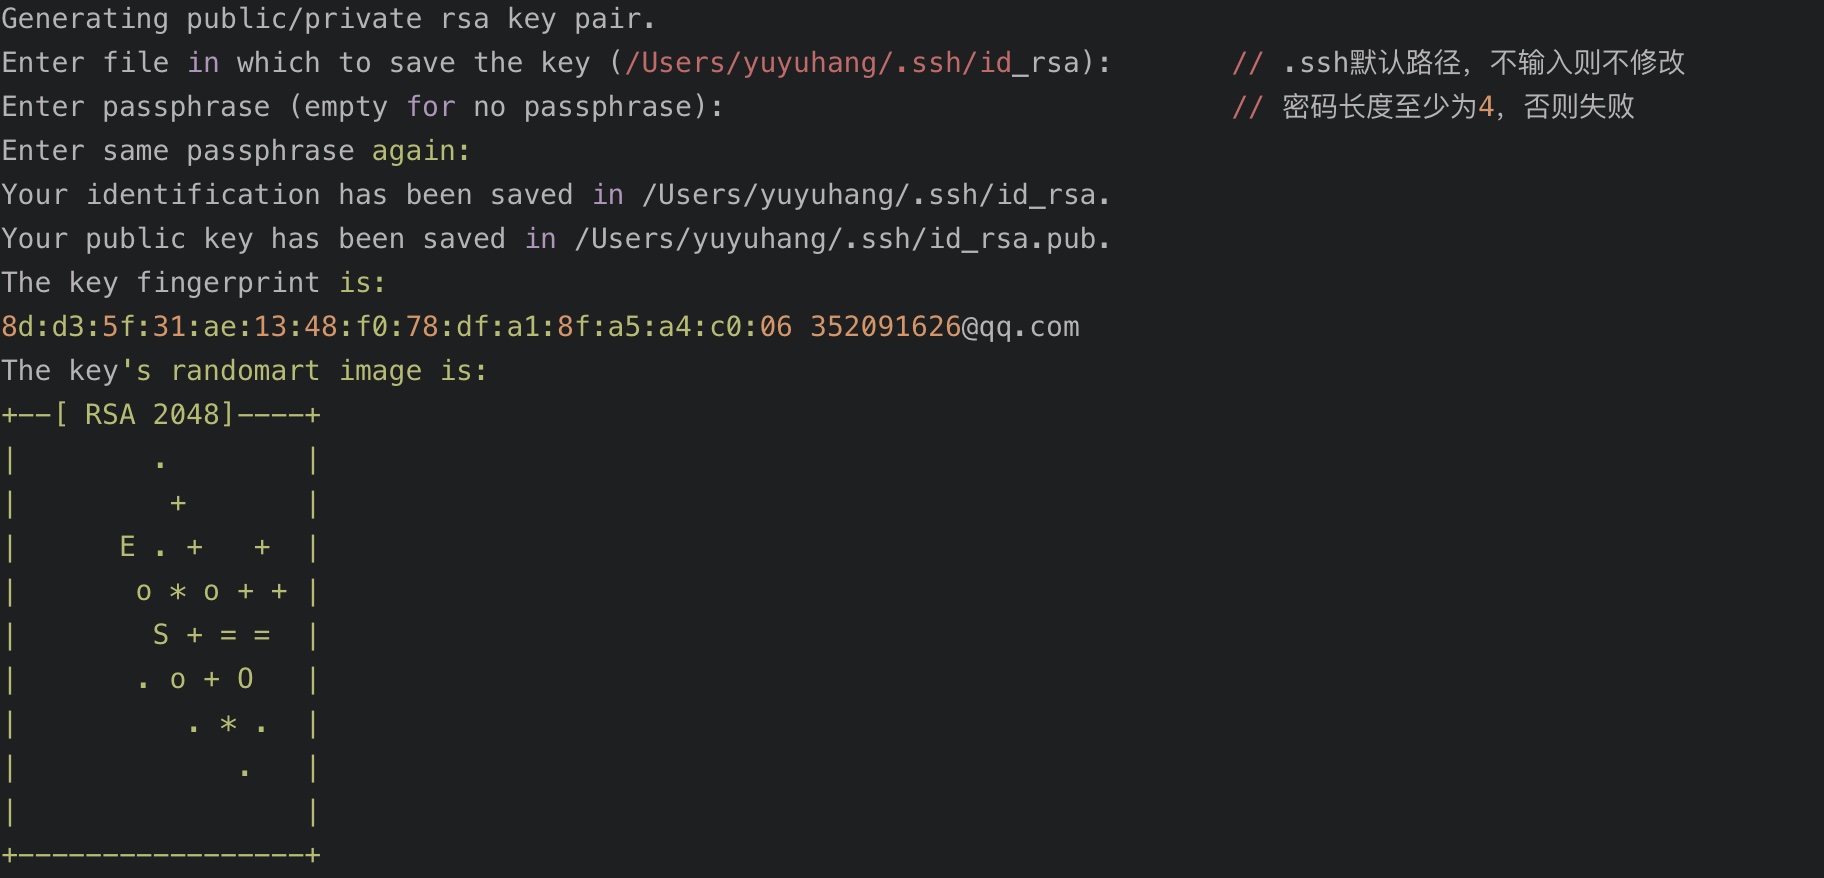 Generating public/private rsa key pair.
Enter file in which to save the key (/Users/yuyuhang/.ssh/id_rsa):       // .ssh默认路径，不输入则不修改
Enter passphrase (empty for no passphrase):                              // 密码长度至少为4，否则失败
Enter same passphrase again:
Your identification has been saved in /Users/yuyuhang/.ssh/id_rsa.
Your public key has been saved in /Users/yuyuhang/.ssh/id_rsa.pub.
The key fingerprint is:
8d:d3:5f:31:ae:13:48:f0:78:df:a1:8f:a5:a4:c0:06 352091626@qq.com
The key's randomart image is:
+--[ RSA 2048]----+
|        .        |
|         +       |
|      E . +   +  |
|       o * o + + |
|        S + = =  |
|       . o + O   |
|          . * .  |
|             .   |
|                 |
+-----------------+